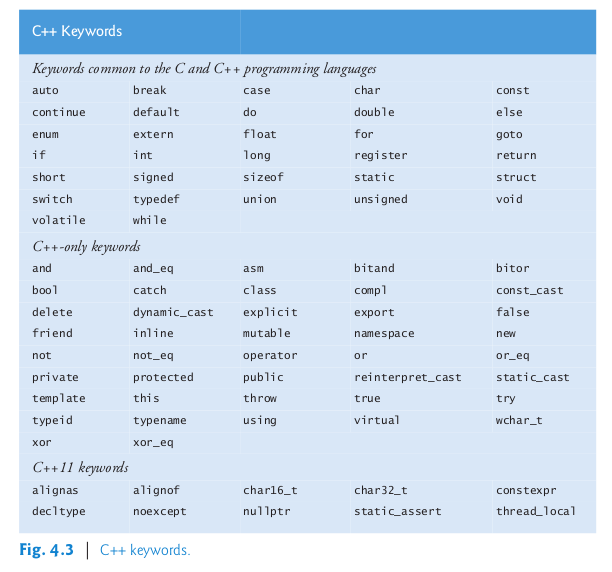 C++ Keywords
Keywords common to the C and C++ programming languages
auto break case char const
continue default do double else
enum extern float for goto
if int long register return
short signed sizeof static struct
switch typedef union unsigned void
volatile while
C++-only keywords
and and_eq asm bitand bitor
bool catch class compl const_cast
delete dynamic_cast explicit export false
friend inline mutable namespace new
not not_eq operator or or_eq
private protected public reinterpret_cast static_cast
template this throw true try
typeid typename using virtual wchar_t
xor xor_eq
C++11 keywords
alignas alignof char16_t char32_t constexpr
decltype noexcept nullptr static_assert thread_local
Fig. 4.3 | C++ keywords.